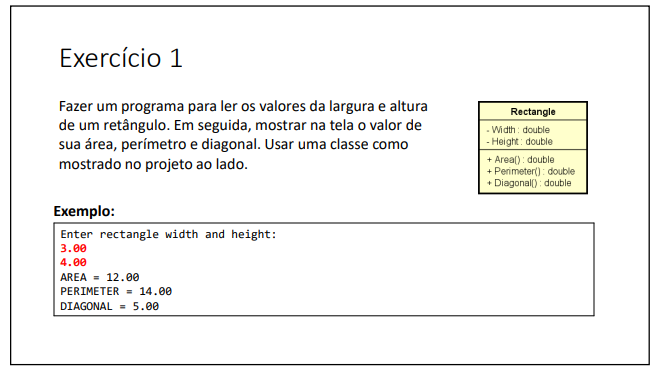 Exercício 1
Fazer um programa para ler os valores da largura e altura
de um retângulo. Em seguida, mostrar na tela o valor de
sua área, perímetro e diagonal. Usar uma classe como
mostrado no projeto ao lado.
Rectangle
- Width : double
- Height : double
+ Area() : double
+ Perimeter() : double
+ Diagonal() : double
Exemplo:
Enter rectangle width and height:
3.00
4.00
AREA = 12.00
PERIMETER = 14.00
DIAGONAL = 5.00